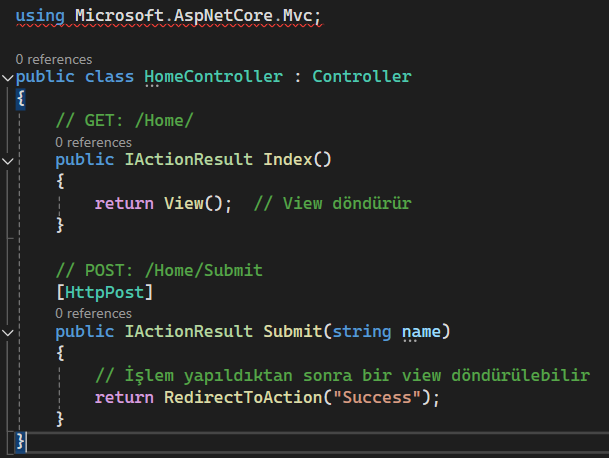 using Microsoft.AspNetCore.Mvc;
0 references
public class HomeController : Controller
{
// GET: /Home/
0 references
public IActionResult Index()
{
return View();  // View döndürür
}
// POST: /Home/Submit
[HttpPost]
0 references
public IActionResult Submit(string name)
{
// İşlem yapıldıktan sonra bir view döndürülebilir
return RedirectToAction("Success");
}
}